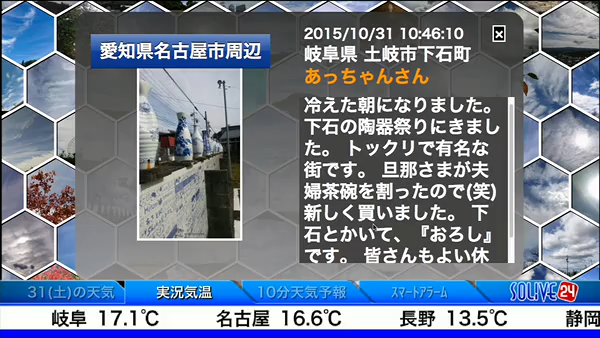 愛知県名古屋市周辺
2015/10/31 10:46:10
岐阜県 土岐市下石町
あっちゃんさん
冷えた朝になりました。
下石の陶器祭りにきまし
た。 トックリで有名な
街です。 旦那さまが夫
婦茶碗を割ったので(笑)
新しく買いました。 下
石とかいて、『おろし』
です。 皆さんもよい休
31(土)の天気
実況気温
10分天気予報
スマートアラーム
SOLiVE24
岐阜 17.1℃ 名古屋 16.6℃ 長野 13.5℃ 静岡